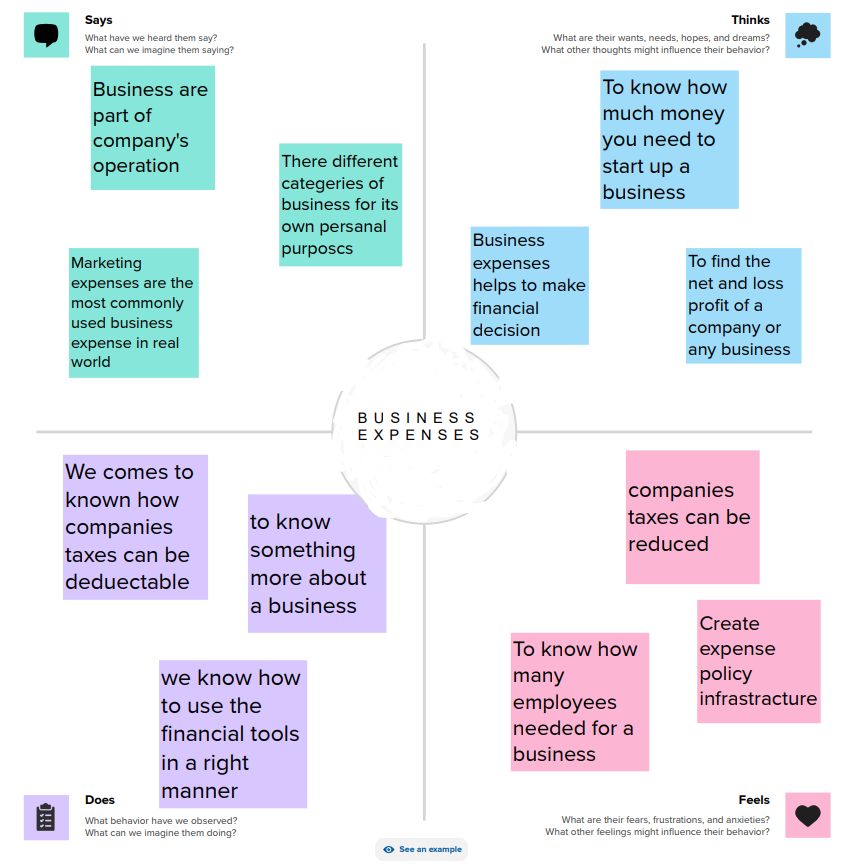 Says
What have we heard them say?
What can we imagine them saying?
Business are
part of
company's
operation
There different
categeries of
business for its
own persanal
purposcs
Marketing
expenses are the
most commonly
used business
expense in real
world
Thinks
What are their wants, needs, hopes, and dreams?
What other thoughts might influence their behavior?
To know how
much money
you need to
start up a
business
Business
expenses
helps to make
financial
decision
To find the
net and loss
profit of a
company or
any business
BUSINESS
EXPENSES
We comes to
known how
companies
taxes can be
deduectable
to know
something
more about
a business
we know how
to use the
financial tools
in a right
manner
Does
What behavior have we observed?
What can we imagine them doing?
companies
taxes can be
reduced
Create
expense
policy
infrastracture
To know how
many
employees
needed for a
business
Feels
What are their fears, frustrations, and anxieties?
What other feelings might influence their behavior?
See an example